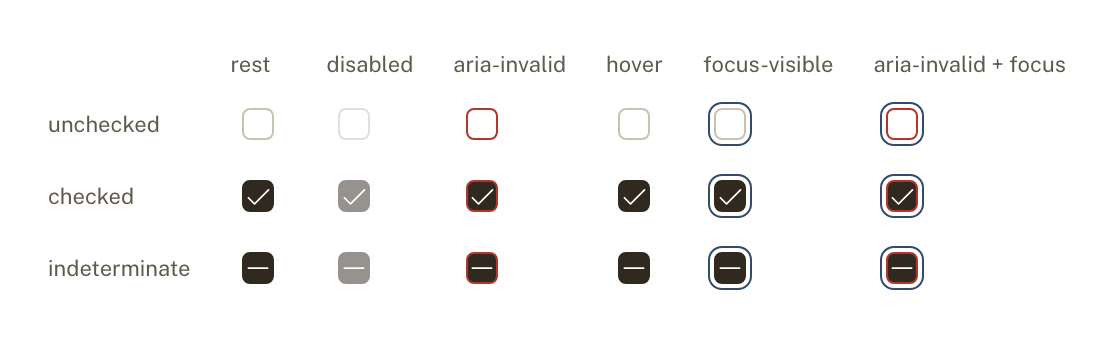 rest disabled aria-invalid hover focus-visible aria-invalid + focus
unchecked
checked
indeterminate